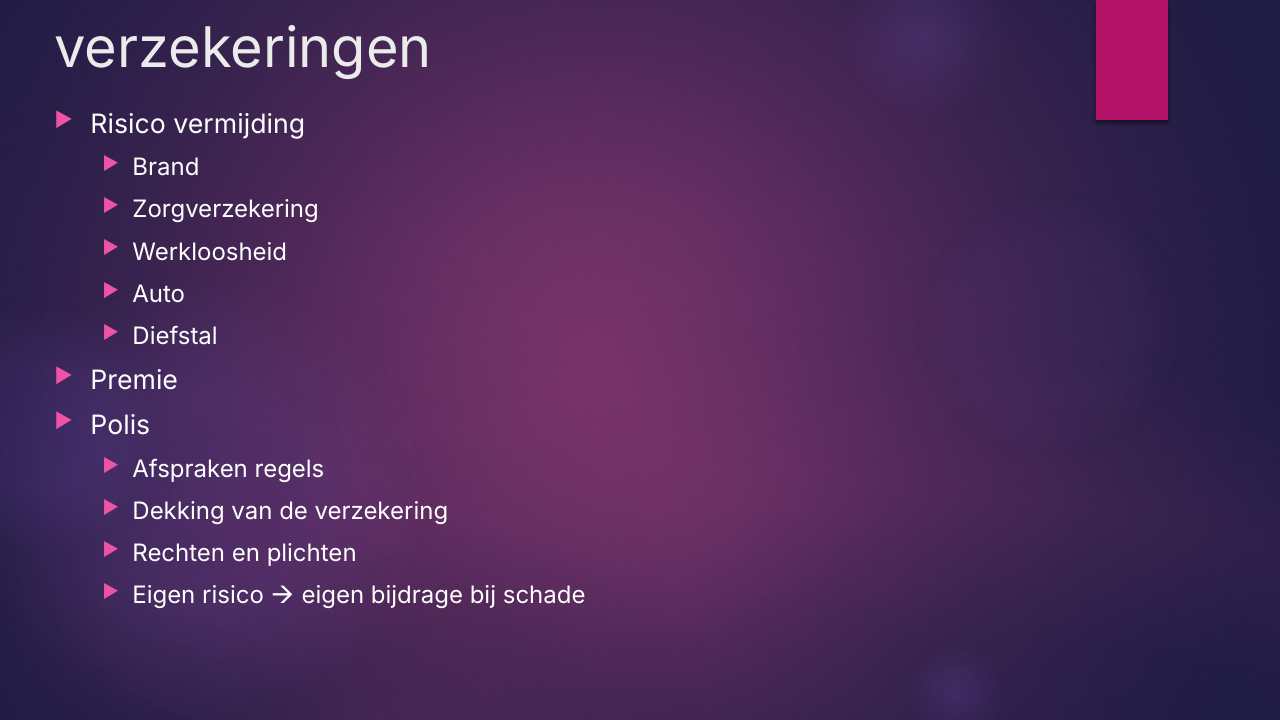 verzekeringen
Risico vermijding
Brand
Zorgverzekering
Werkloosheid
Auto
Diefstal
Premie
Polis
Afspraken regels
Dekking van de verzekering
Rechten en plichten
Eigen risico → eigen bijdrage bij schade